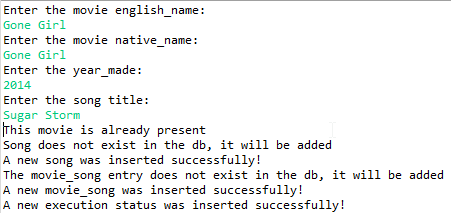 Enter the movie english_name:
Gone Girl
Enter the movie native_name:
Gone Girl
Enter the year_made:
2014
Enter the song title:
Sugar Storm
This movie is already present
Song does not exist in the db, it will be added
A new song was inserted successfully!
The movie_song entry does not exist in the db, it will be added
A new movie_song was inserted successfully!
A new execution status was inserted successfully!